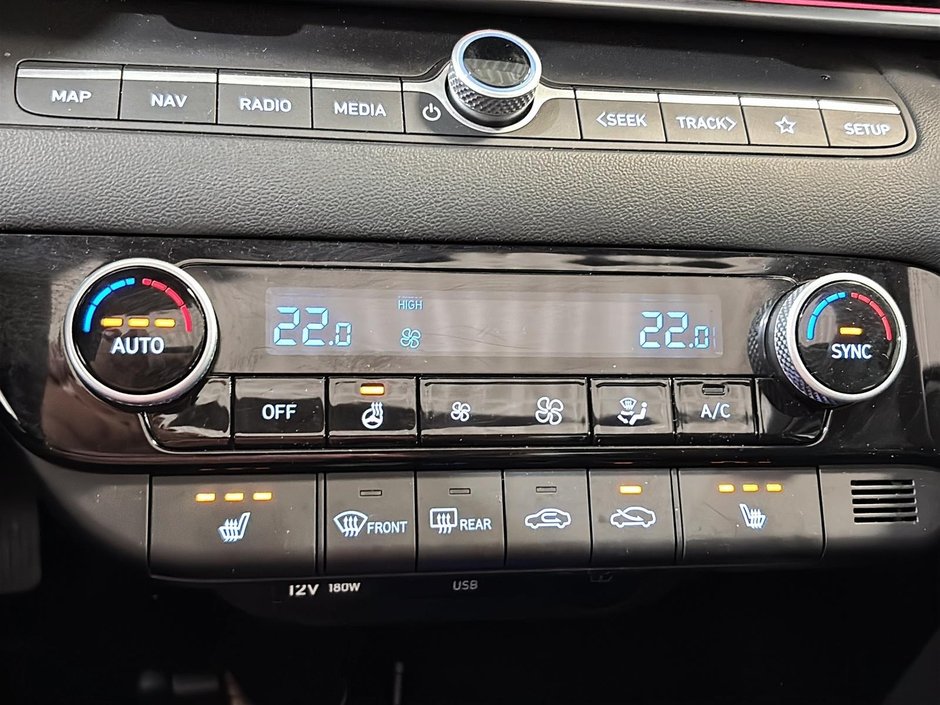 MAP NAV RADIO MEDIA <SEEK TRACK> SETUP
HIGH
22.0 22.0
AUTO SYNC
OFF A/C
FRONT REAR
12V 180W USB